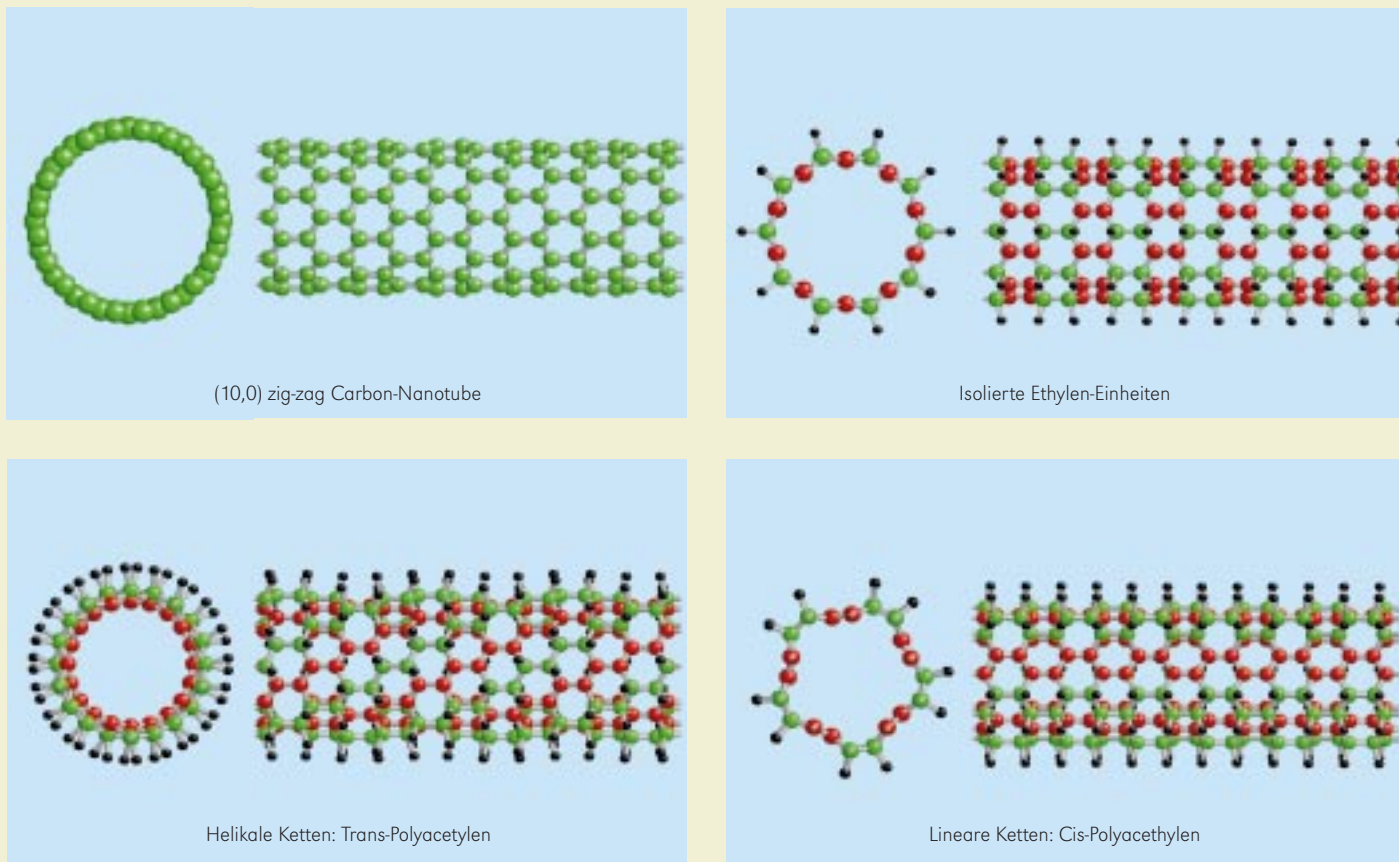 (10,0) zig-zag Carbon-Nanotube
Isolierte Ethylen-Einheiten
Helikale Ketten: Trans-Polyacetylen
Lineare Ketten: Cis-Polyacethylen